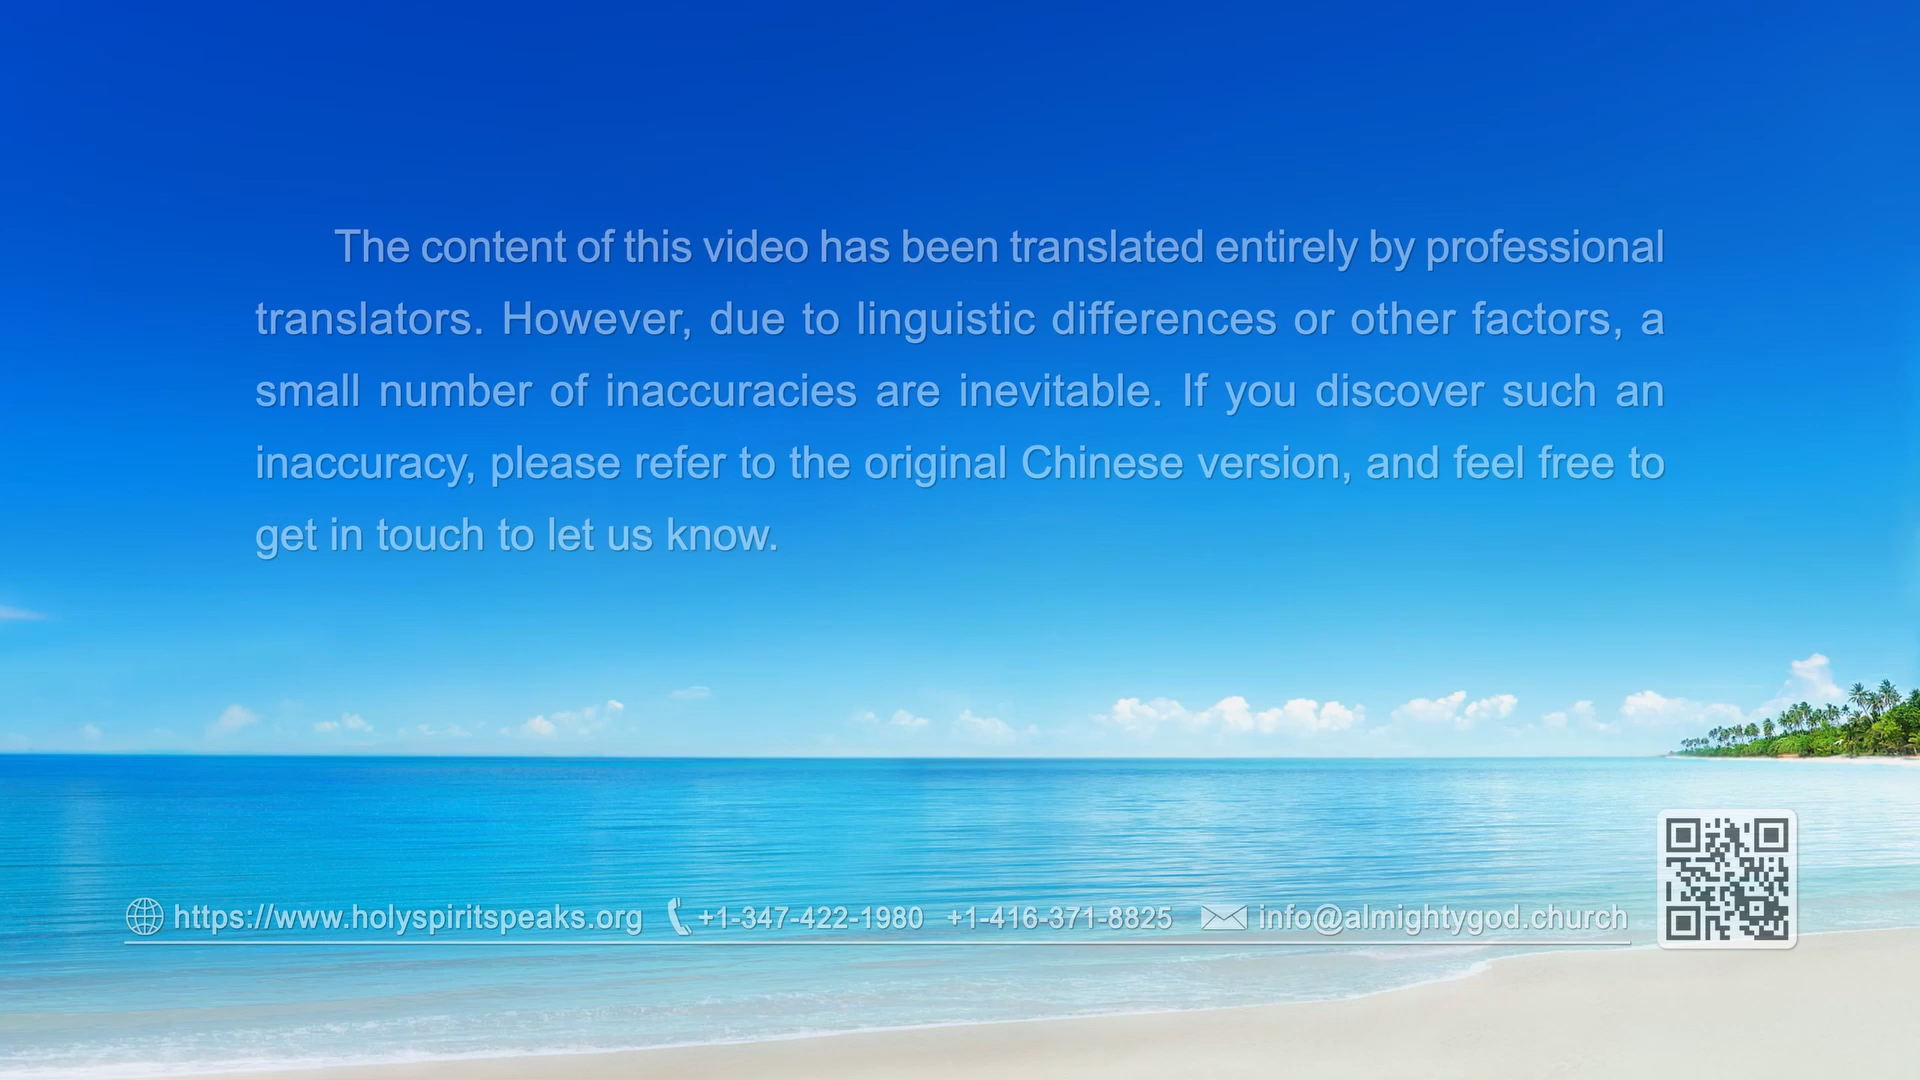 The content of this video has been translated entirely by professional
translators. However, due to linguistic differences or other factors, a
small number of inaccuracies are inevitable. If you discover such an
inaccuracy, please refer to the original Chinese version, and feel free to
get in touch to let us know.
https://www.holyspiritspeaks.org +1-347-422-1980 +1-416-371-8825 info@almightygod.church